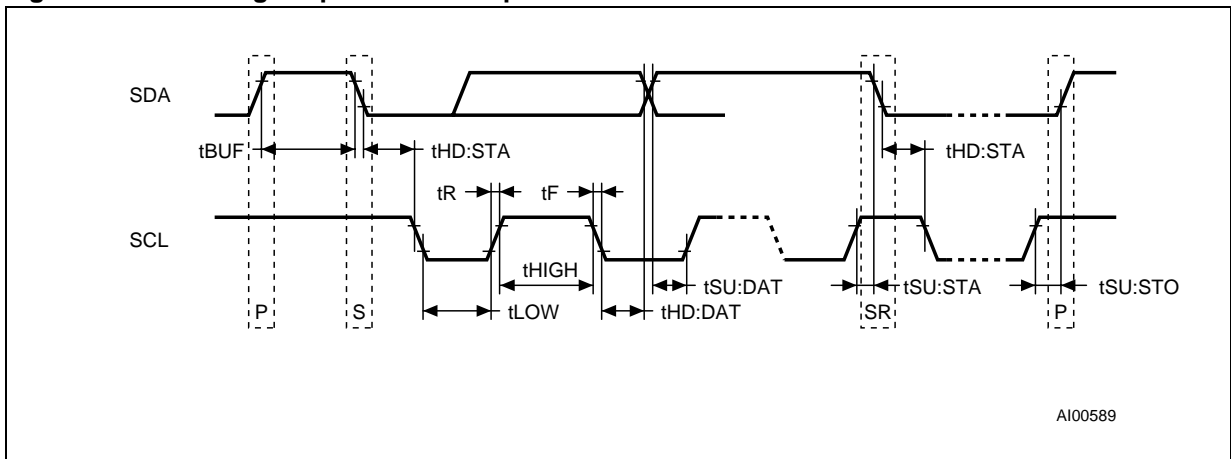 SDA
tBUF
tHD:STA
tHD:STA
tR
tF
SCL
tHIGH
tSU:DAT
tSU:STA
tSU:STO
P
S
tLOW
tHD:DAT
SR
P
AI00589